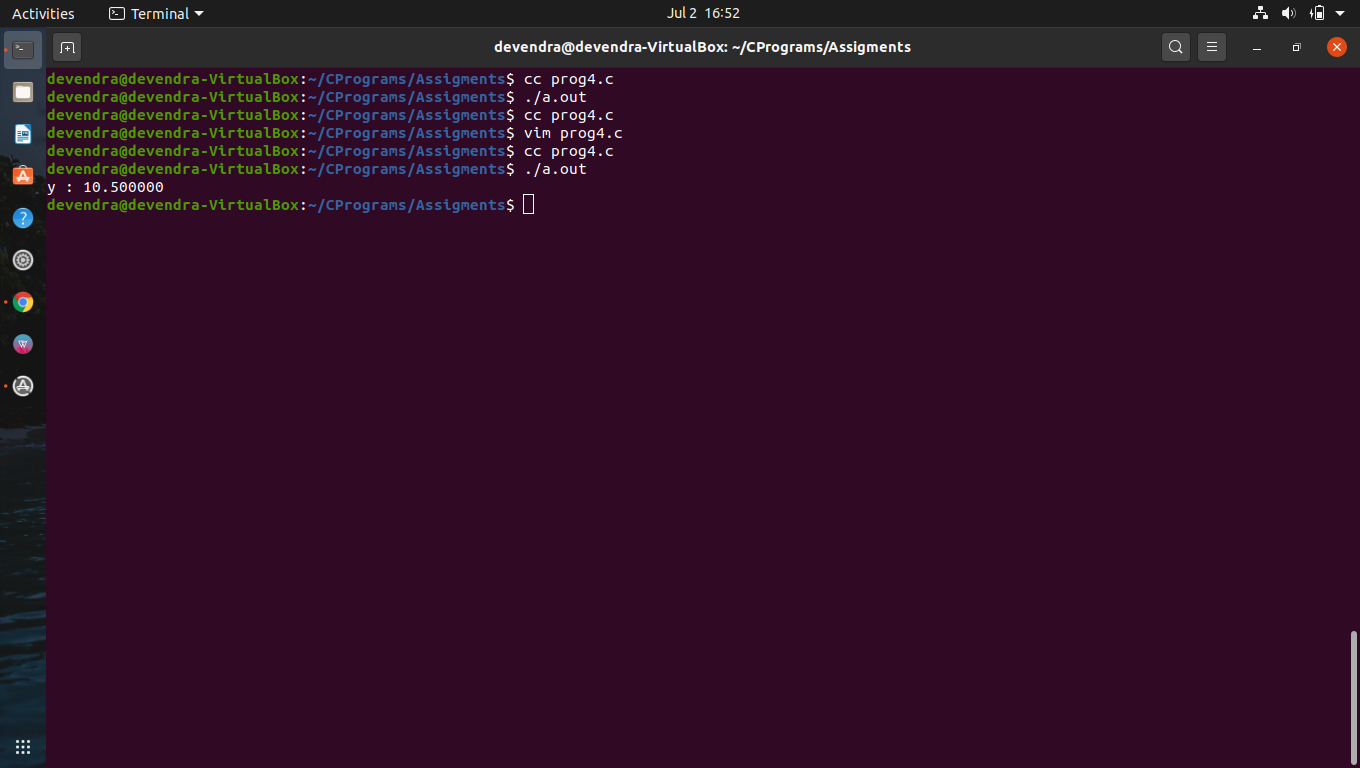 Activities Terminal Jul 2 16:52
devendra@devendra-VirtualBox: ~/CPrograms/Assigments
devendra@devendra-VirtualBox:~/CPrograms/Assigments$ cc prog4.c
devendra@devendra-VirtualBox:~/CPrograms/Assigments$ ./a.out
devendra@devendra-VirtualBox:~/CPrograms/Assigments$ cc prog4.c
devendra@devendra-VirtualBox:~/CPrograms/Assigments$ vim prog4.c
devendra@devendra-VirtualBox:~/CPrograms/Assigments$ cc prog4.c
devendra@devendra-VirtualBox:~/CPrograms/Assigments$ ./a.out
y : 10.500000
devendra@devendra-VirtualBox:~/CPrograms/Assigments$